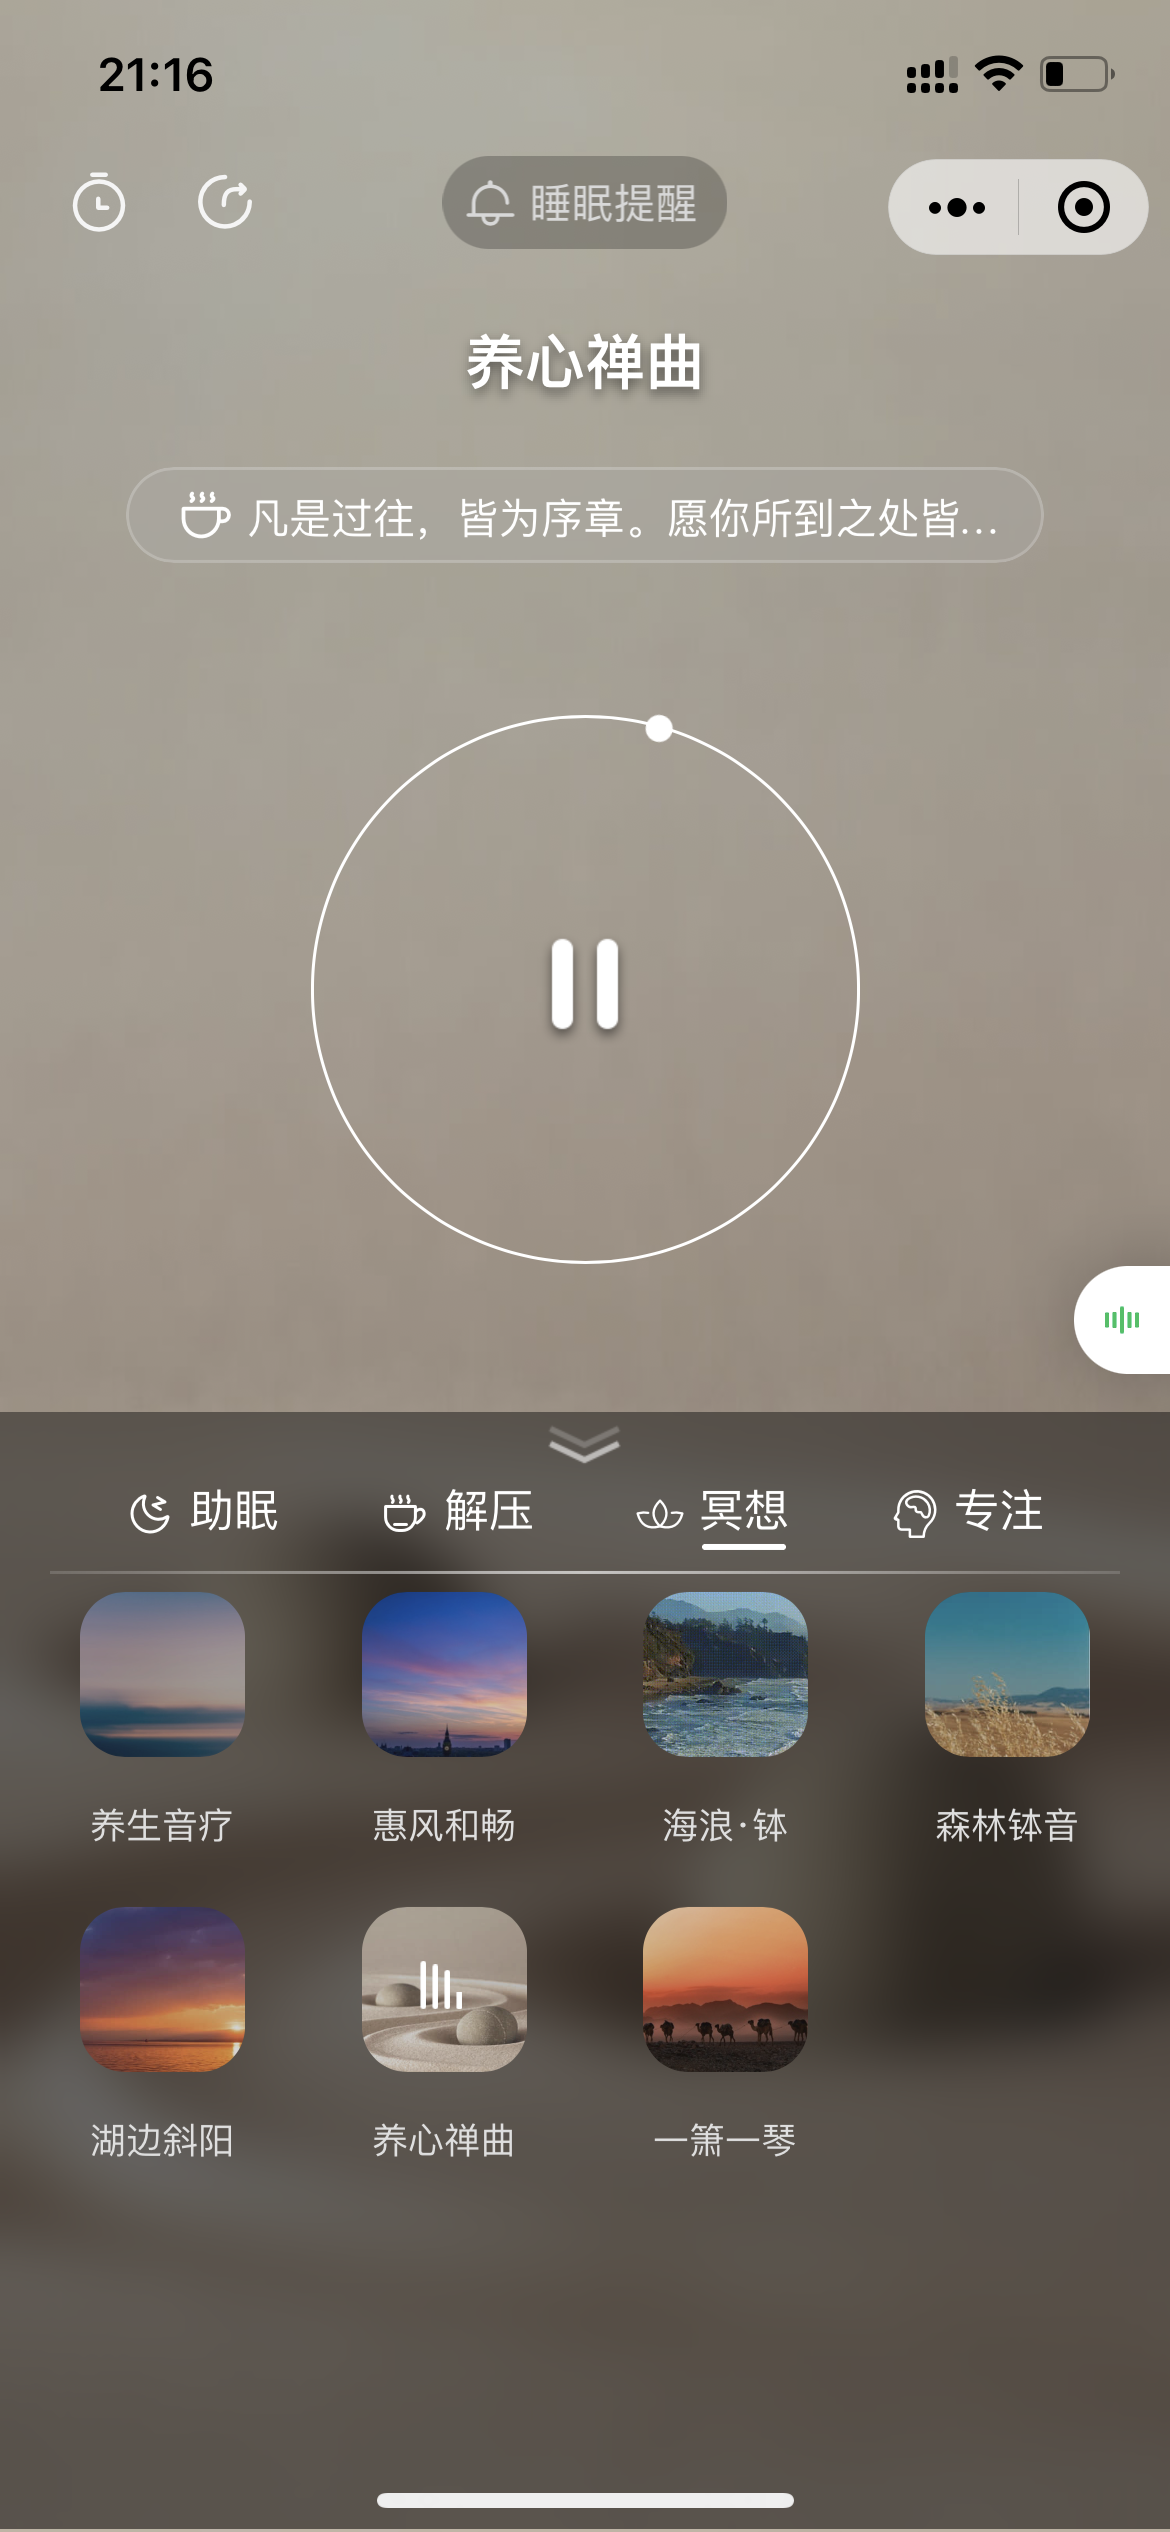 21:16
睡眠提醒
养心禅曲
凡是过往，皆为序章。愿你所到之处皆...
助眠 解压 冥想 专注
养生音疗 惠风和畅 海浪·钵 森林钵音
湖边斜阳 养心禅曲 一箫一琴